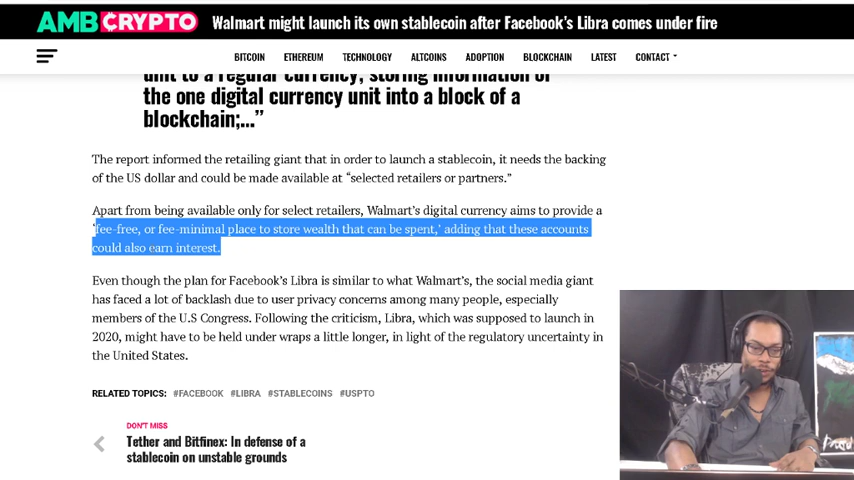 AMBCRYPTO Walmart might launch its own stablecoin after Facebook's Libra comes under fire
BITCOIN ETHEREUM TECHNOLOGY ALTCOINS ADOPTION BLOCKCHAIN LATEST CONTACT
unit to a regular currency; storing information of
the one digital currency unit into a block of a
blockchain;...”
The report informed the retailing giant that in order to launch a stablecoin, it needs the backing
of the US dollar and could be made available at “selected retailers or partners.”
Apart from being available only for select retailers, Walmart's digital currency aims to provide a
‘fee-free, or fee-minimal place to store wealth that can be spent,’ adding that these accounts
could also earn interest.
Even though the plan for Facebook's Libra is similar to what Walmart's, the social media giant
has faced a lot of backlash due to user privacy concerns among many people, especially
members of the U.S Congress. Following the criticism, Libra, which was supposed to launch in
2020, might have to be held under wraps a little longer, in light of the regulatory uncertainty in
the United States.
RELATED TOPICS: #FACEBOOK #LIBRA #STABLECOINS #USPTO
DON'T MISS
Tether and Bitfinex: In defense of a
stablecoin on unstable grounds